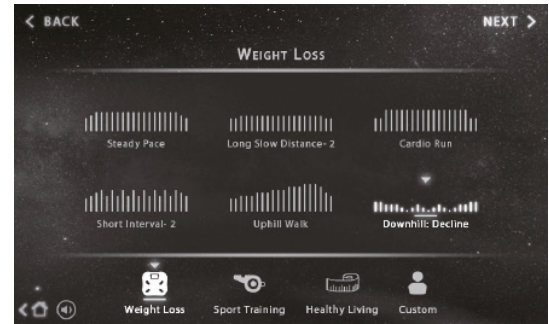 BACK
NEXT
WEIGHT LOSS
Steady Pace
Long Slow Distance- 2
Cardio Run
Short Interval- 2
Uphill Walk
Downhill: Decline
Weight Loss
Sport Training
Healthy Living
Custom